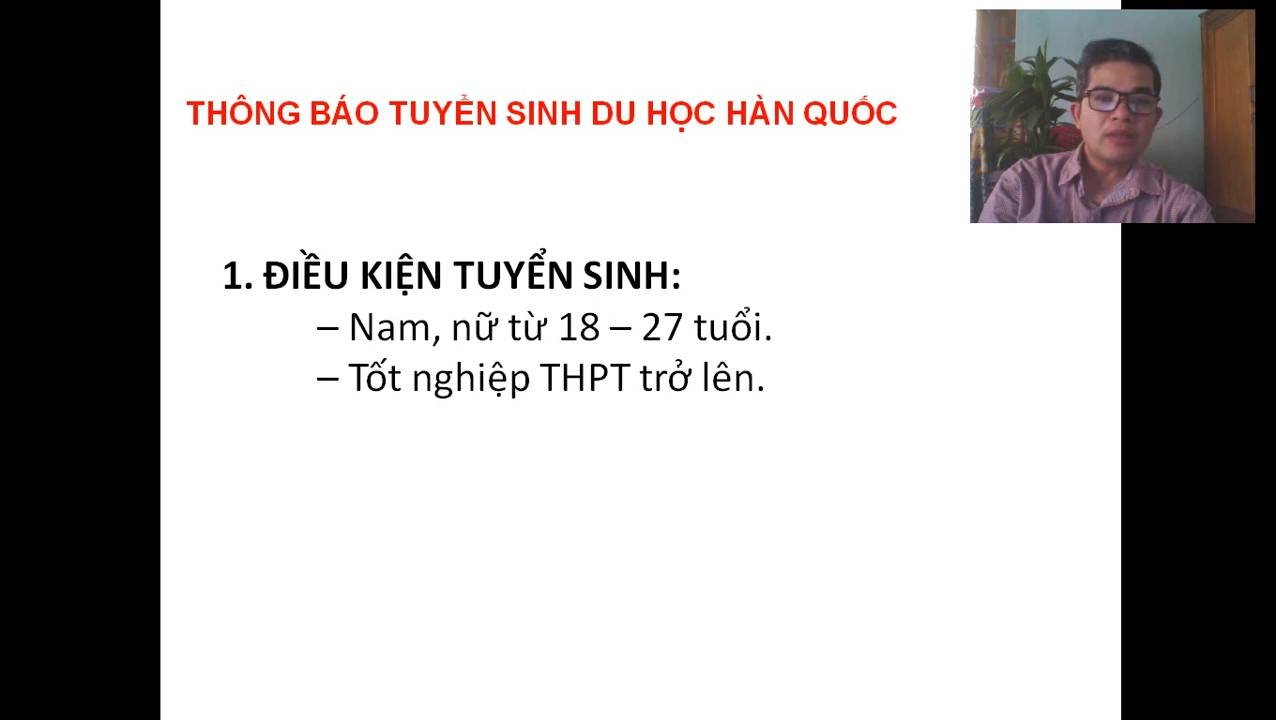 THÔNG BÁO TUYỂN SINH DU HỌC HÀN QUỐC
1. ĐIỀU KIỆN TUYỂN SINH:
– Nam, nữ từ 18 – 27 tuổi.
– Tốt nghiệp THPT trở lên.